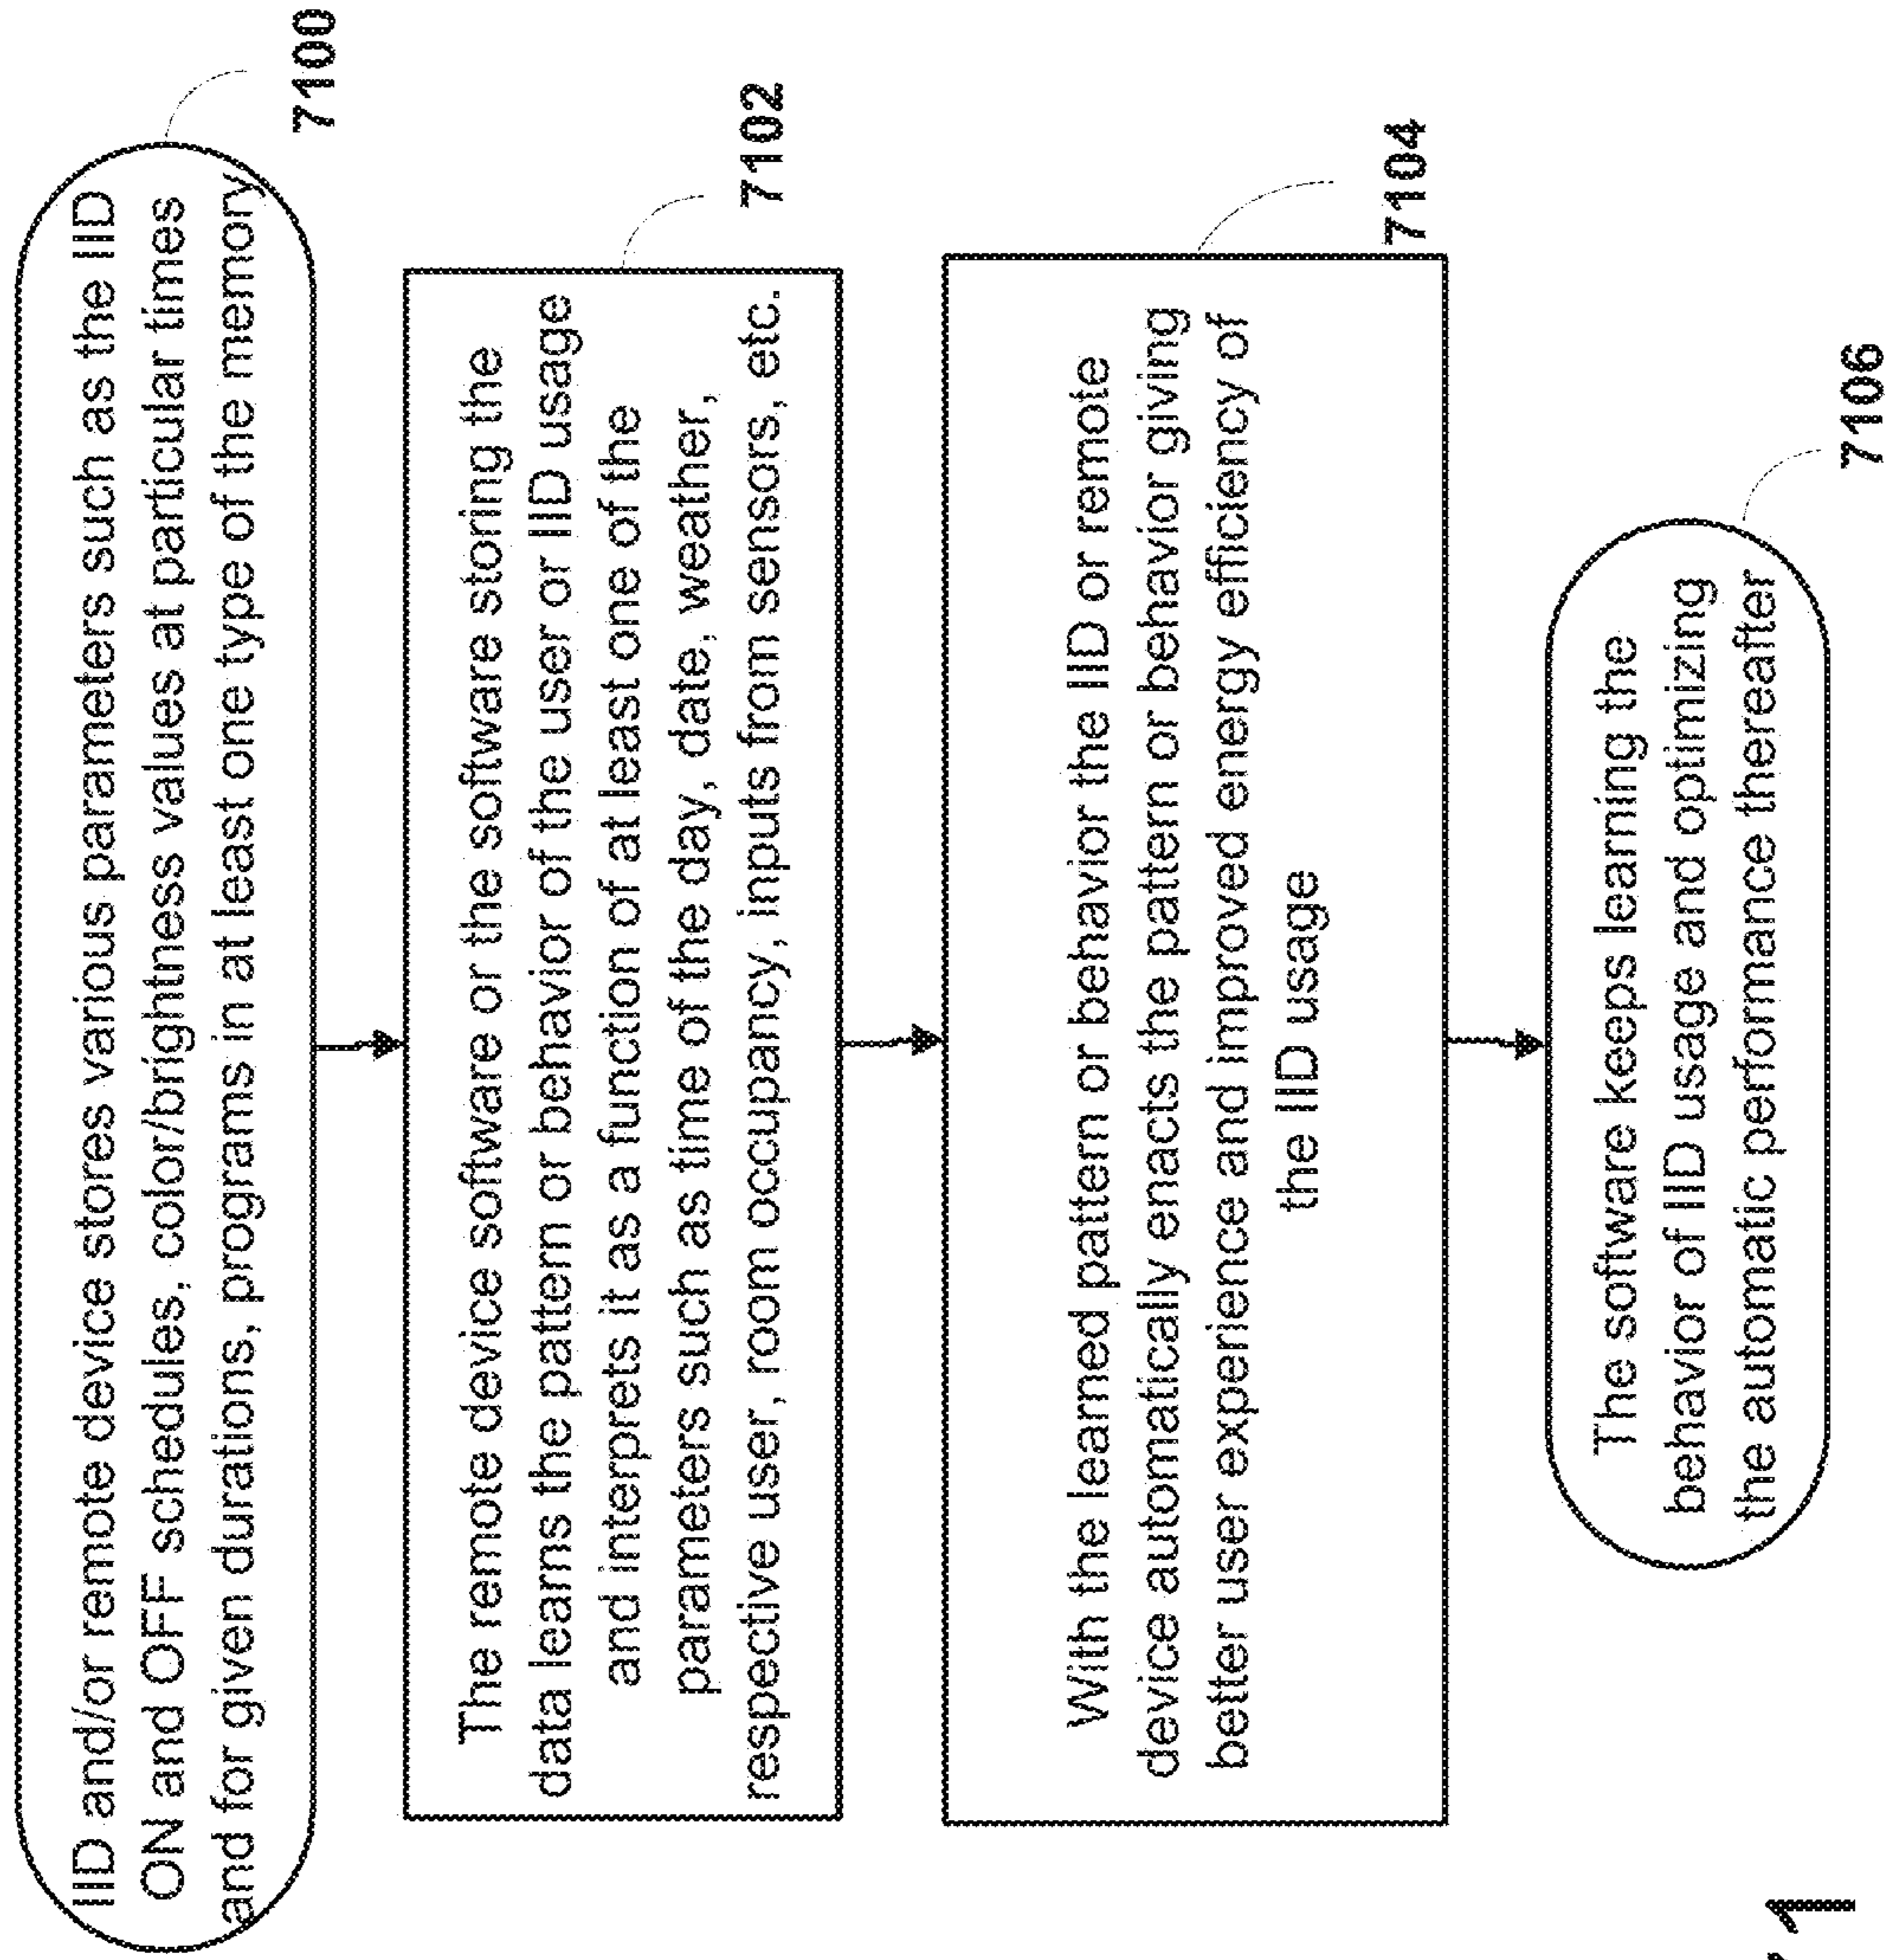 IID and/or remote device stores various parameters such as the IID
ON and OFF schedules, color/brightness values at particular times
and for given durations, programs in at least one type of the memory
7100
The remote device software or the software storing the
data learns the pattern or behavior of the user or IID usage
and interprets it as a function of at least one of the
parameters such as time of the day, date, weather,
respective user, room occupancy, inputs from sensors, etc.
7102
With the learned pattern or behavior the IID or remote
device automatically enacts the pattern or behavior giving
better user experience and improved energy efficiency of
the IID usage
7104
The software keeps learning the
behavior of IID usage and optimizing
the automatic performance thereafter
7106